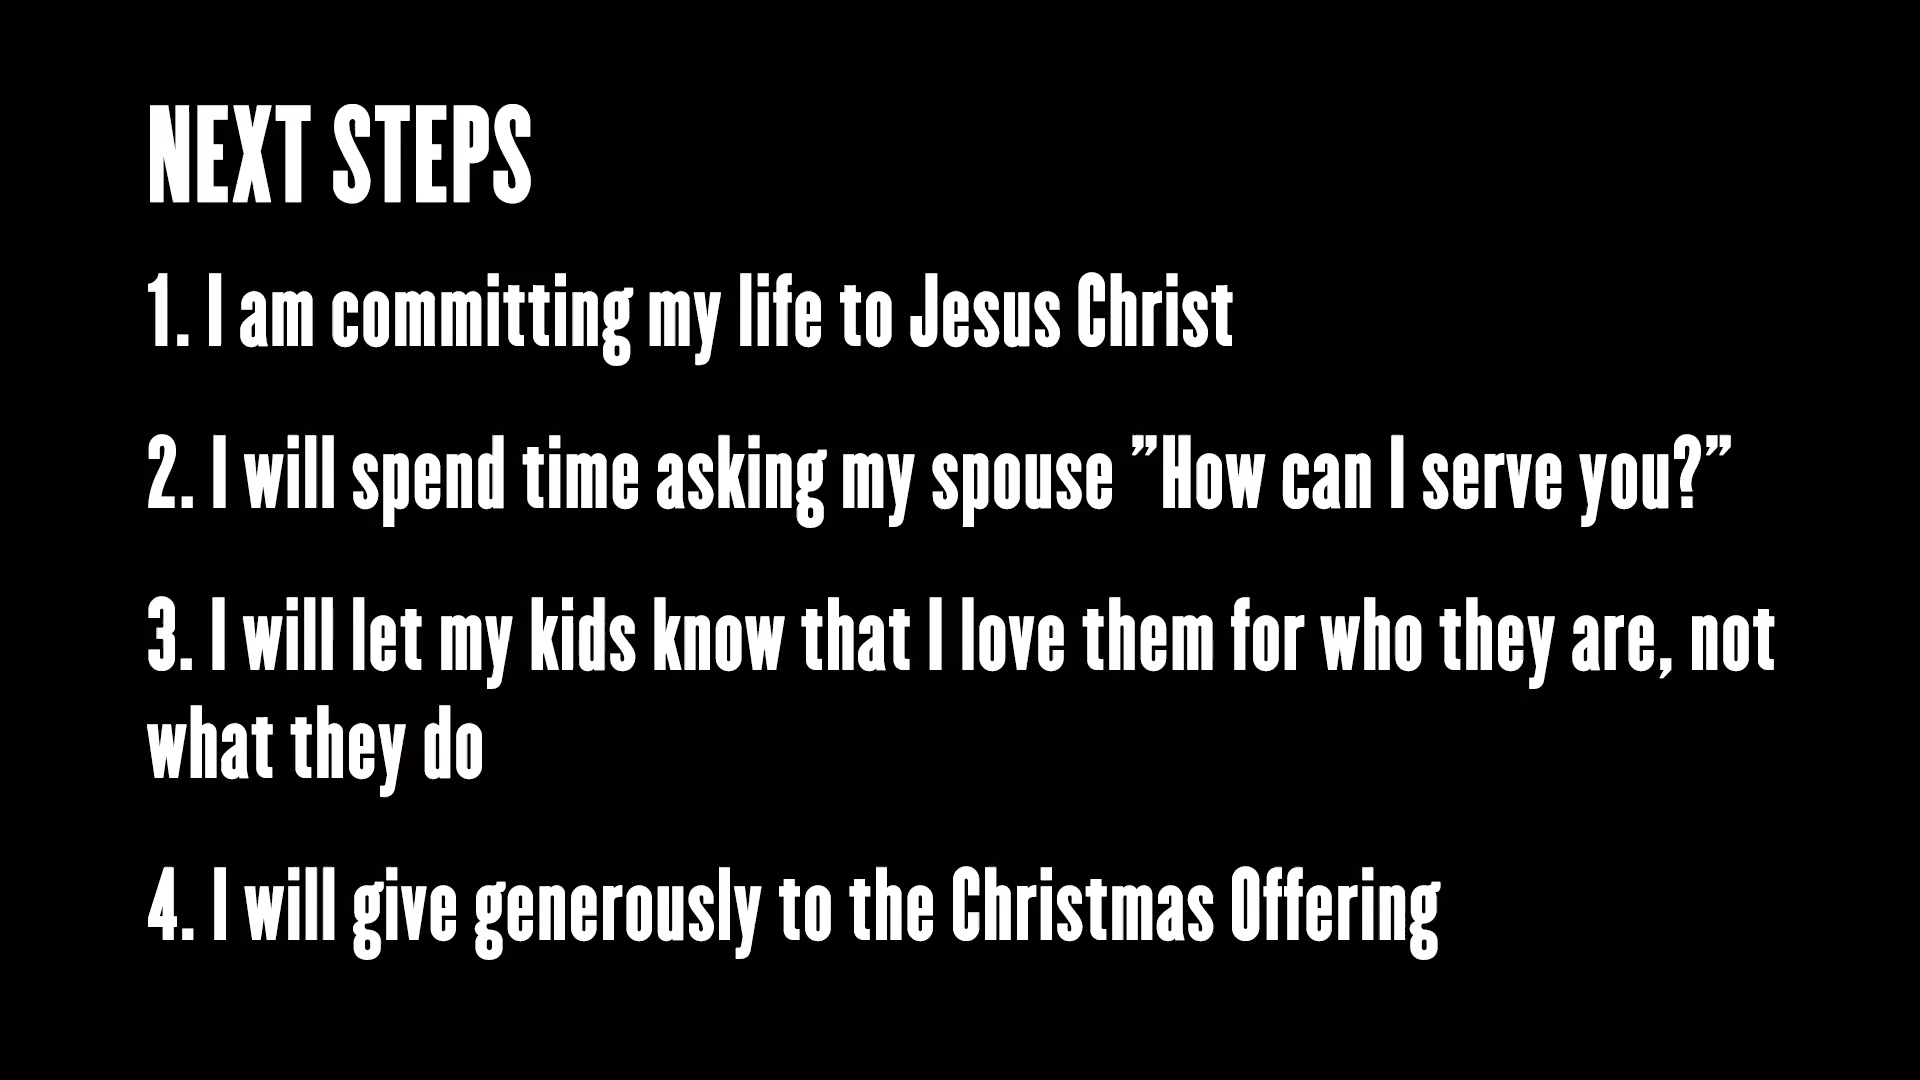 NEXT STEPS
1. I am committing my life to Jesus Christ
2. I will spend time asking my spouse ”How can I serve you?”
3. I will let my kids know that I love them for who they are, not
what they do
4. I will give generously to the Christmas Offering